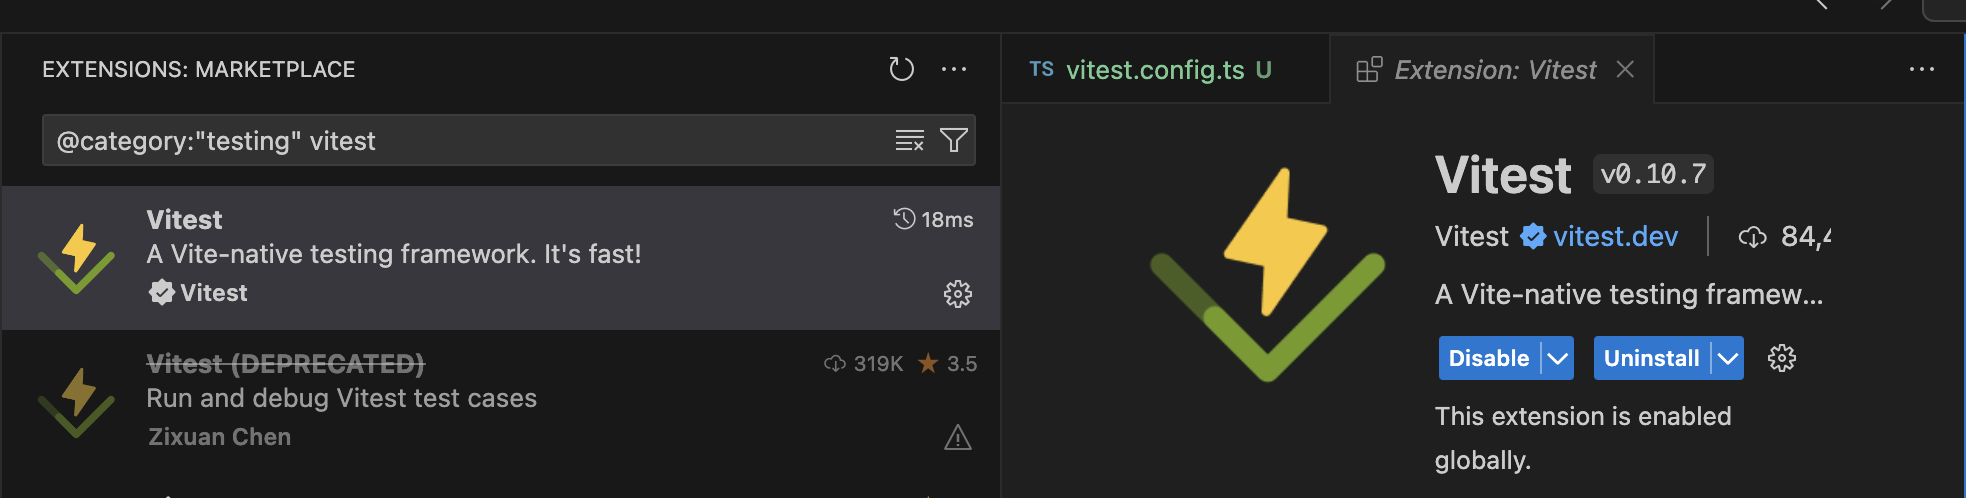 EXTENSIONS: MARKETPLACE
@category:"testing" vitest
Vitest
18ms
A Vite-native testing framework. It's fast!
Vitest
Vitest (DEPRECATED)
319K
3.5
Run and debug Vitest test cases
Zixuan Chen
TS vitest.config.ts U
Extension: Vitest
Vitest v0.10.7
Vitest vitest.dev 84,4
A Vite-native testing framew...
Disable Uninstall
This extension is enabled
globally.